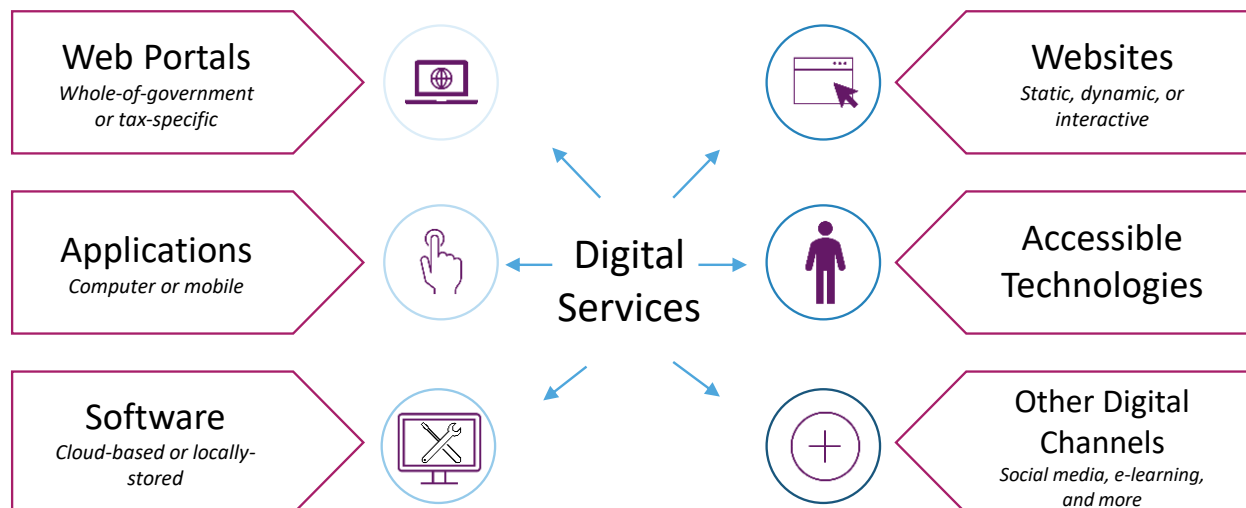 Web Portals
Whole-of-government
or tax-specific
Websites
Static, dynamic, or
interactive
Applications
Computer or mobile
Digital
Services
Accessible
Technologies
Software
Cloud-based or locally-
stored
Other Digital
Channels
Social media, e-learning,
and more